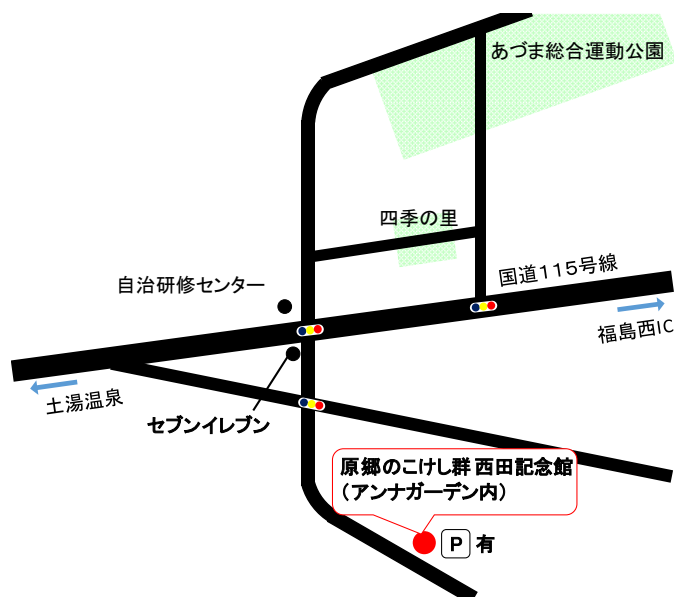 あづま総合運動公園
四季の里
国道115号線
自治研修センター
福島西IC
土湯温泉
セブンイレブン
原郷のこけし群 西田記念館
（アンナガーデン内）
P 有